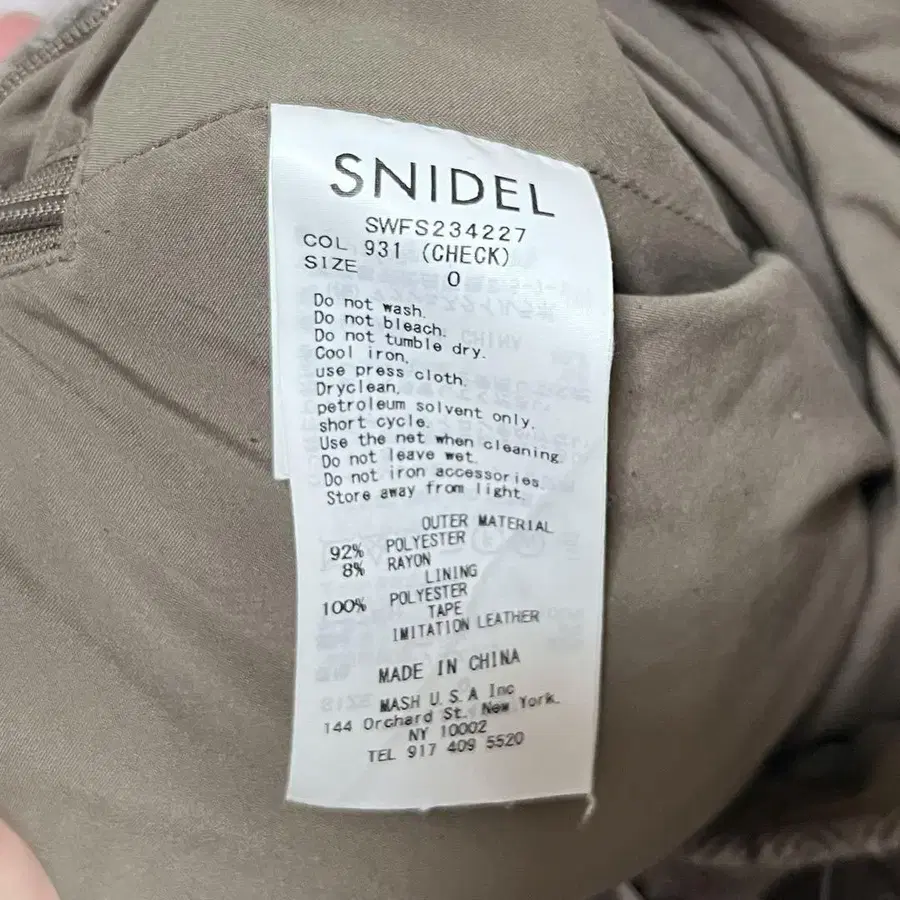 SNIDEL
SWFS234227
COL 931 (CHECK)
SIZE 0
Do not wash.
Do not bleach.
Do not tumble dry.
Cool iron.
use press cloth.
Dryclean,
petroleum solvent only.
short cycle.
Use the net when cleaning.
Do not leave wet.
Do not iron accessories.
Store away from light.
OUTER MATERIAL
92% POLYESTER
8% RAYON
LINING
100% POLYESTER
TAPE
IMITATION LEATHER
MADE IN CHINA
MASH U.S.A Inc
144 Orchard St. New York.
NY 10002
TEL 917 409 5520